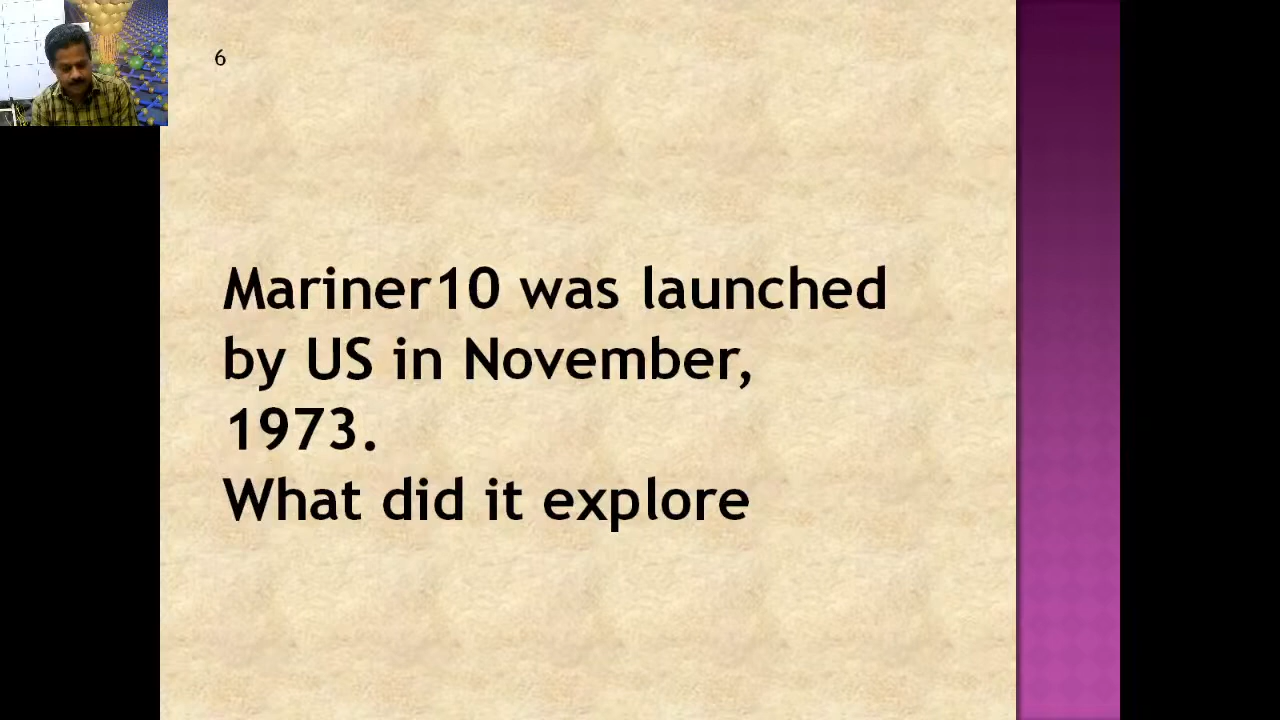 6
Mariner10 was launched
by US in November,
1973.
What did it explore